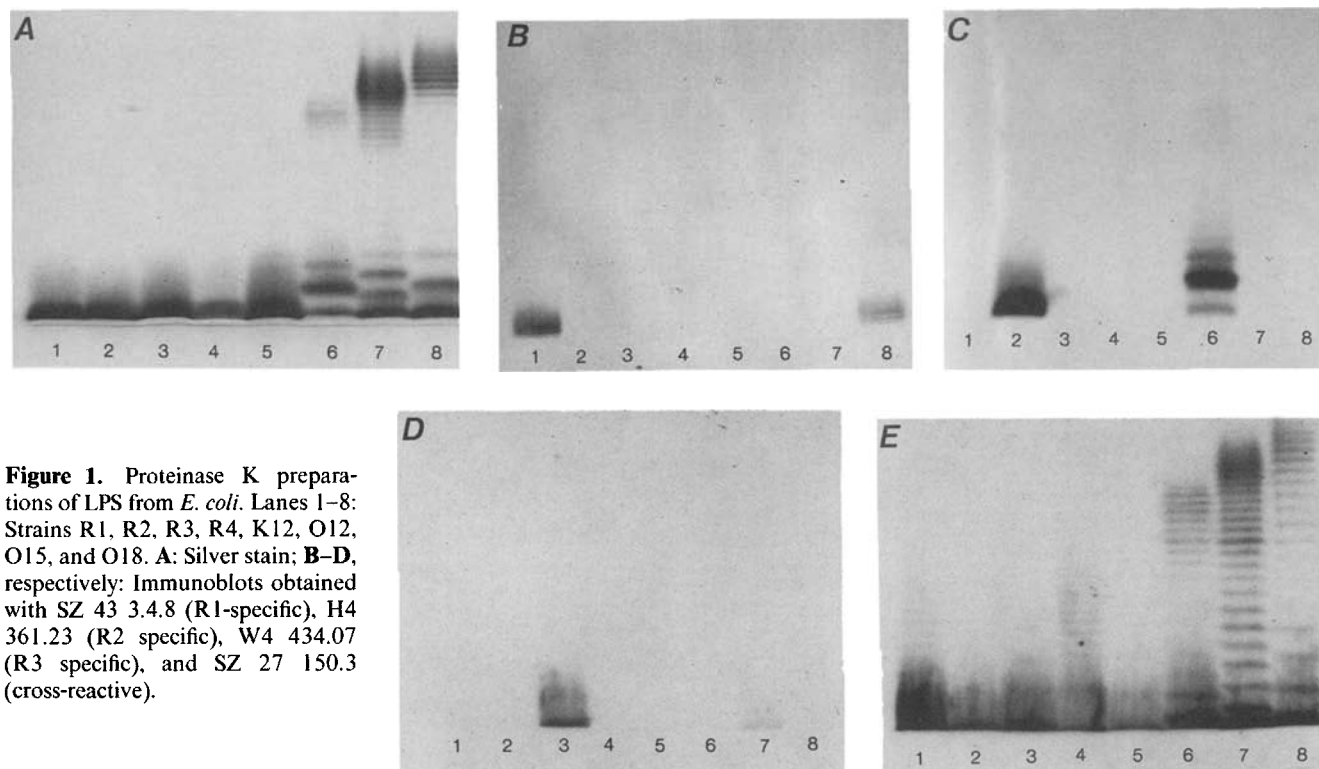 A
1 2 3 4 5 6 7 8
B
1 2 3 4 5 6 7 8
C
1 2 3 4 5 6 7 8
Figure 1. Proteinase K prepara-
tions of LPS from E. coli. Lanes 1–8:
Strains R1, R2, R3, R4, K12, O12,
O15, and O18. A: Silver stain; B–D,
respectively: Immunoblots obtained
with SZ 43 3.4.8 (R1-specific), H4
361.23 (R2 specific), W4 434.07
(R3 specific), and SZ 27 150.3
(cross-reactive).
D
1 2 3 4 5 6 7 8
E
1 2 3 4 5 6 7 8